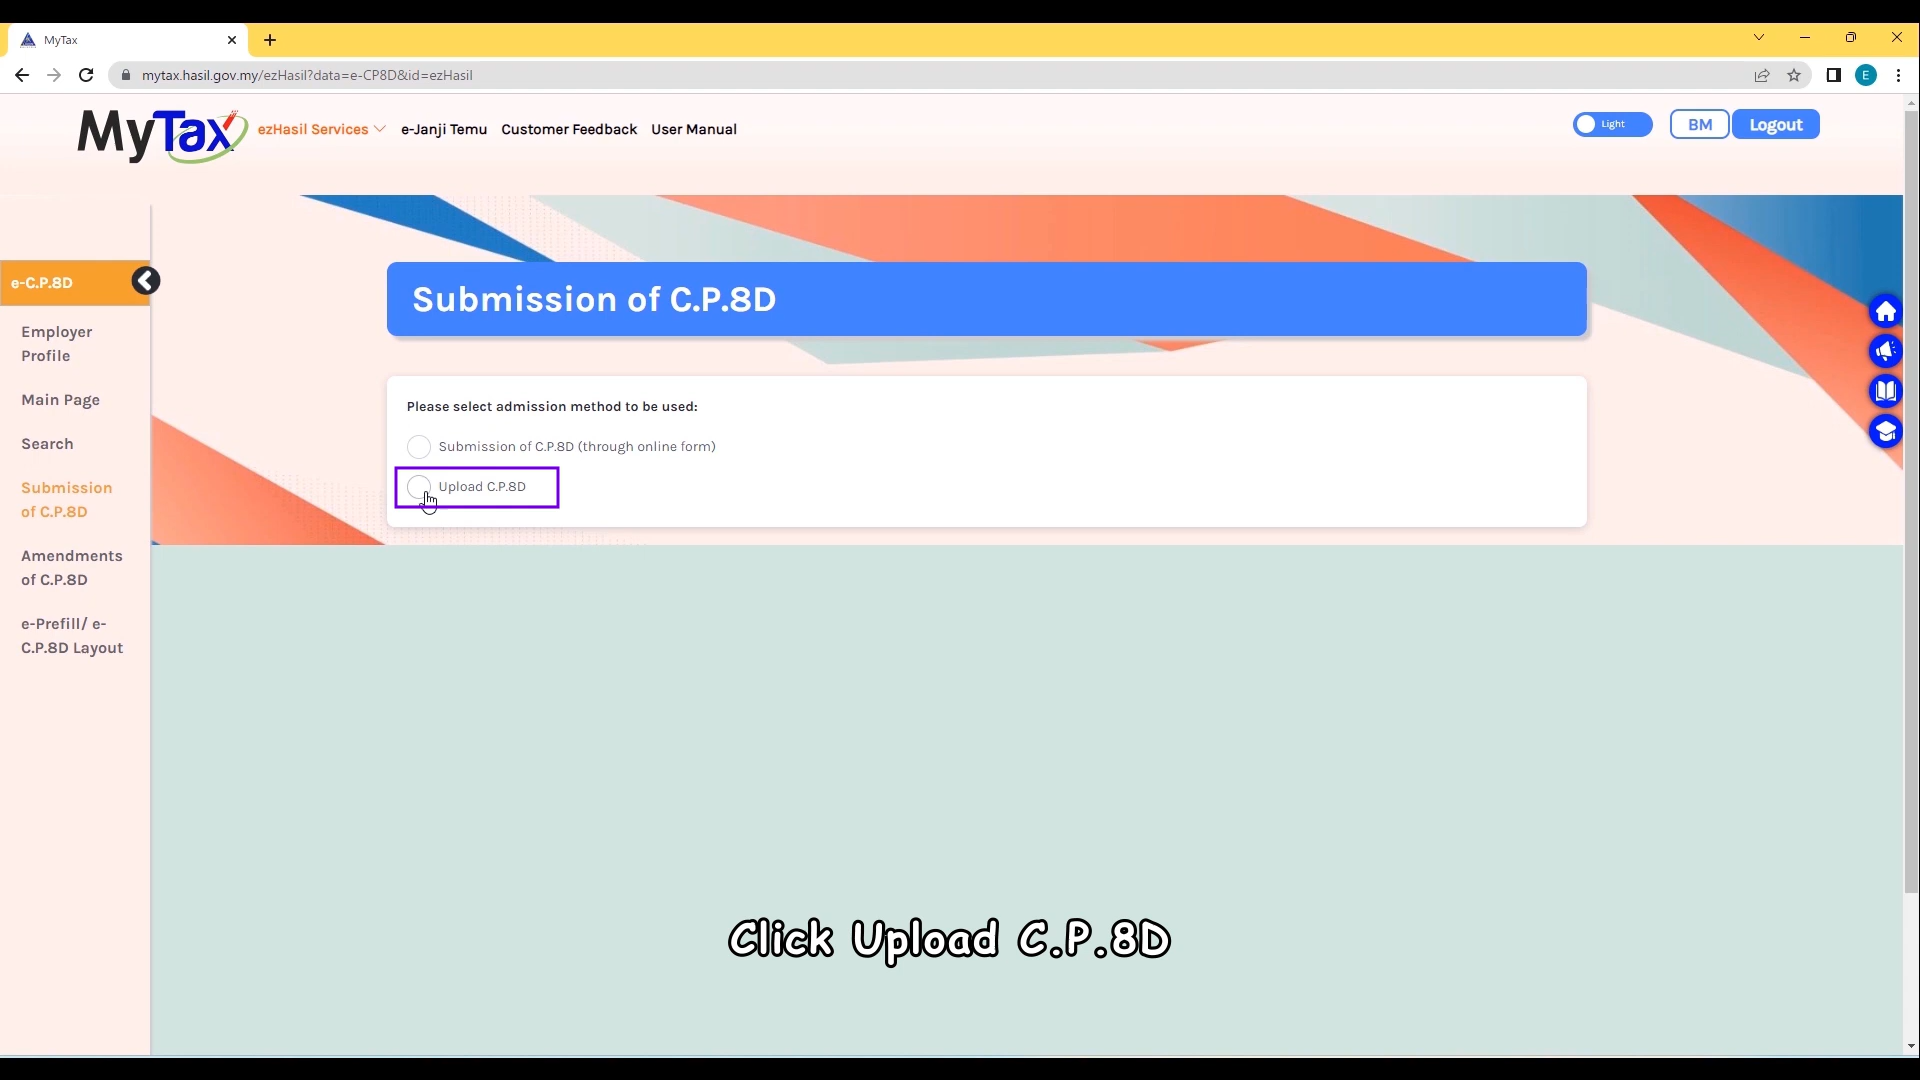 MyTax
mytax.hasil.gov.my/ezHasil?data=e-CP8D&id=ezHasil
E
MyTax
ezHasil Services
e-Janji Temu
Customer Feedback
User Manual
Light
BM
Logout
e-C.P.8D
Employer
Profile
Main Page
Search
Submission
of C.P.8D
Amendments
of C.P.8D
e-Prefill/ e-
C.P.8D Layout
Submission of C.P.8D
Please select admission method to be used:
Submission of C.P.8D (through online form)
Upload C.P.8D
Click Upload C.P.8D